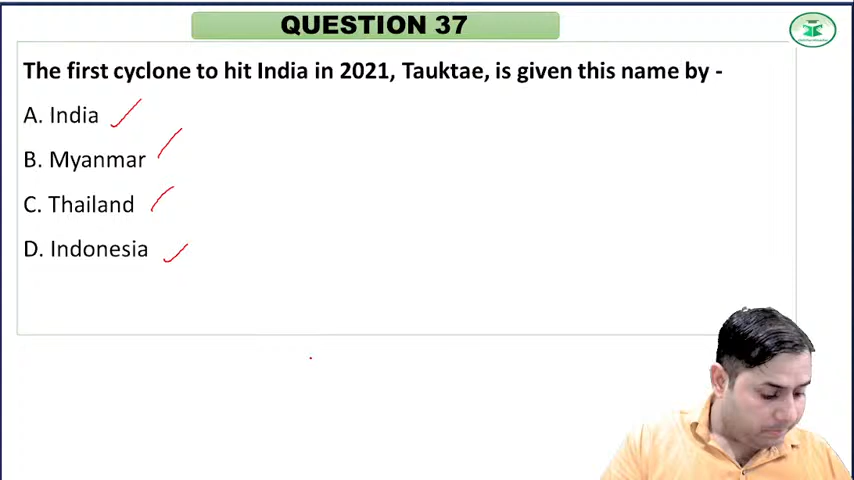 QUESTION 37
The first cyclone to hit India in 2021, Tauktae, is given this name by -
A. India
B. Myanmar
C. Thailand
D. Indonesia